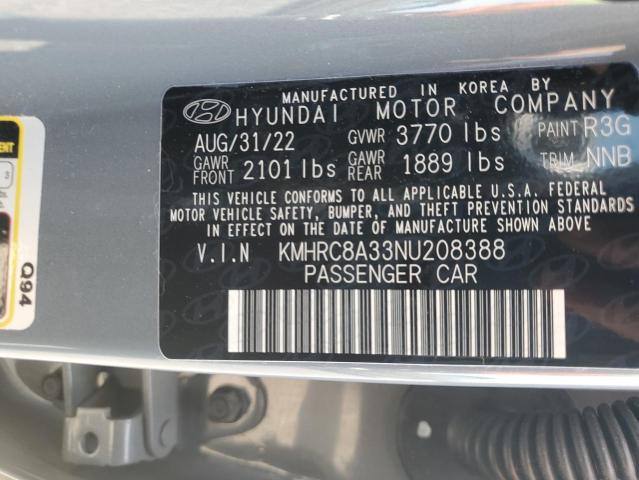 MANUFACTURED IN KOREA BY
HYUNDAI MOTOR COMPANY
AUG/31/22 GVWR 3770 lbs PAINT R3G
GAWR FRONT 2101 lbs GAWR REAR 1889 lbs TRIM NNB
THIS VEHICLE CONFORMS TO ALL APPLICABLE U.S.A. FEDERAL
MOTOR VEHICLE SAFETY, BUMPER, AND THEFT PREVENTION
STANDARDS IN EFFECT ON THE DATE OF MANUFACTURE SHOWN ABOVE
V.I.N KMHRC8A33NU208388
PASSENGER CAR
Q94